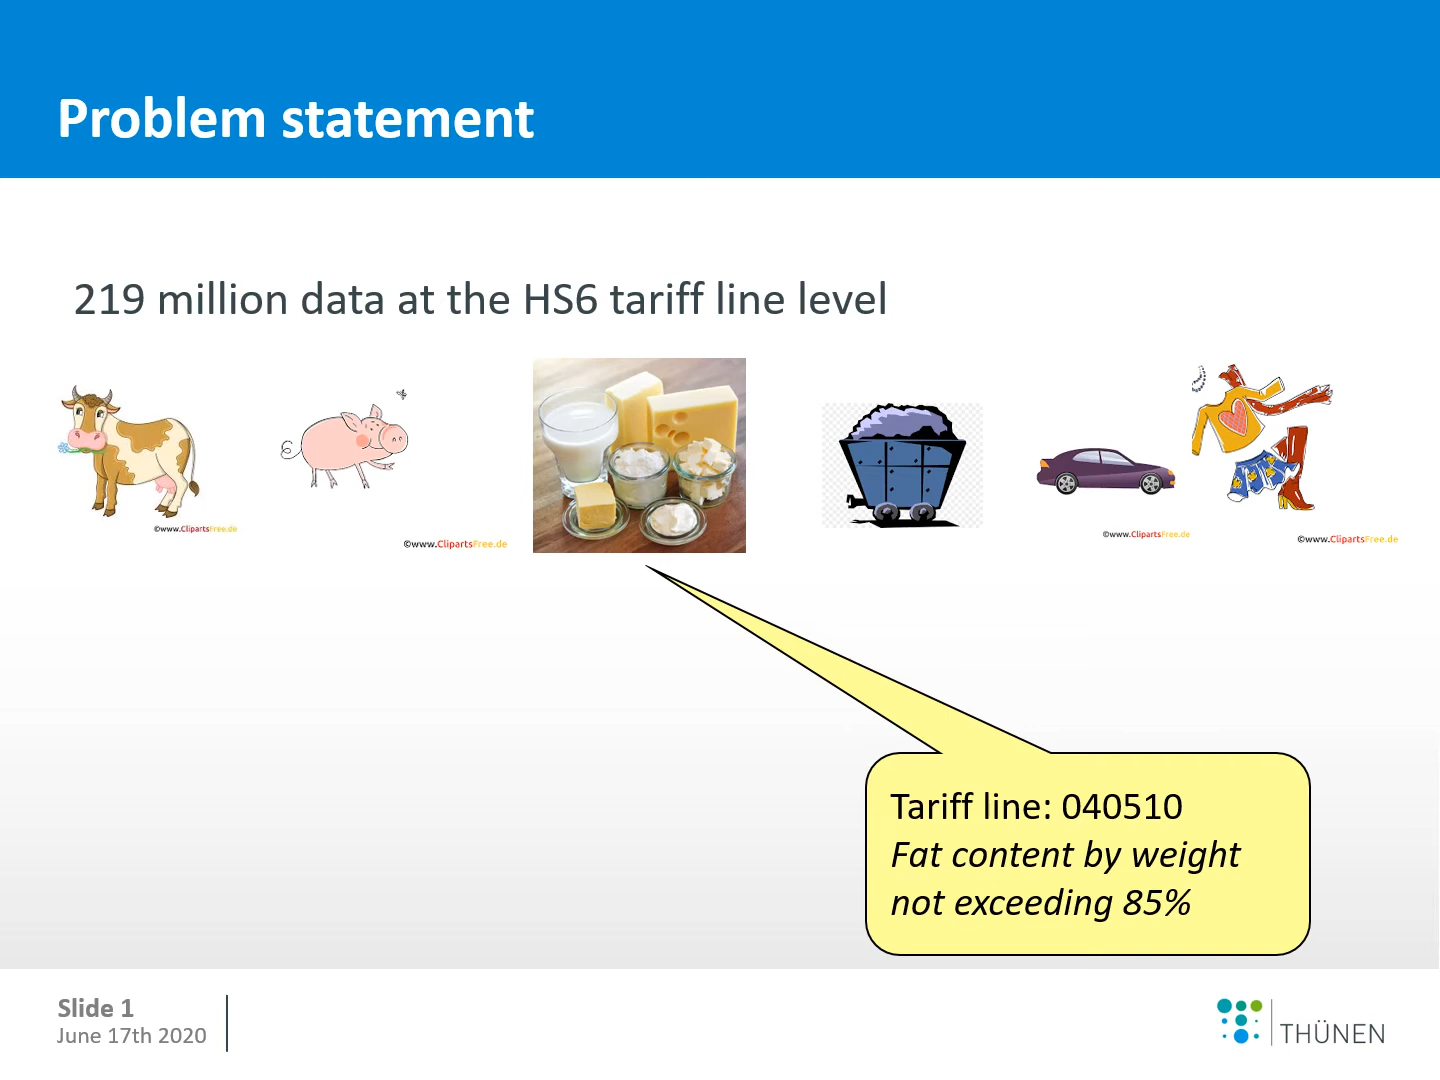 Problem statement
219 million data at the HS6 tariff line level
©www.ClipartsFree.de
©www.ClipartsFree.de
©www.ClipartsFree.de
©www.ClipartsFree.de
Tariff line: 040510
Fat content by weight
not exceeding 85%
Slide 1
June 17th 2020
THÜNEN